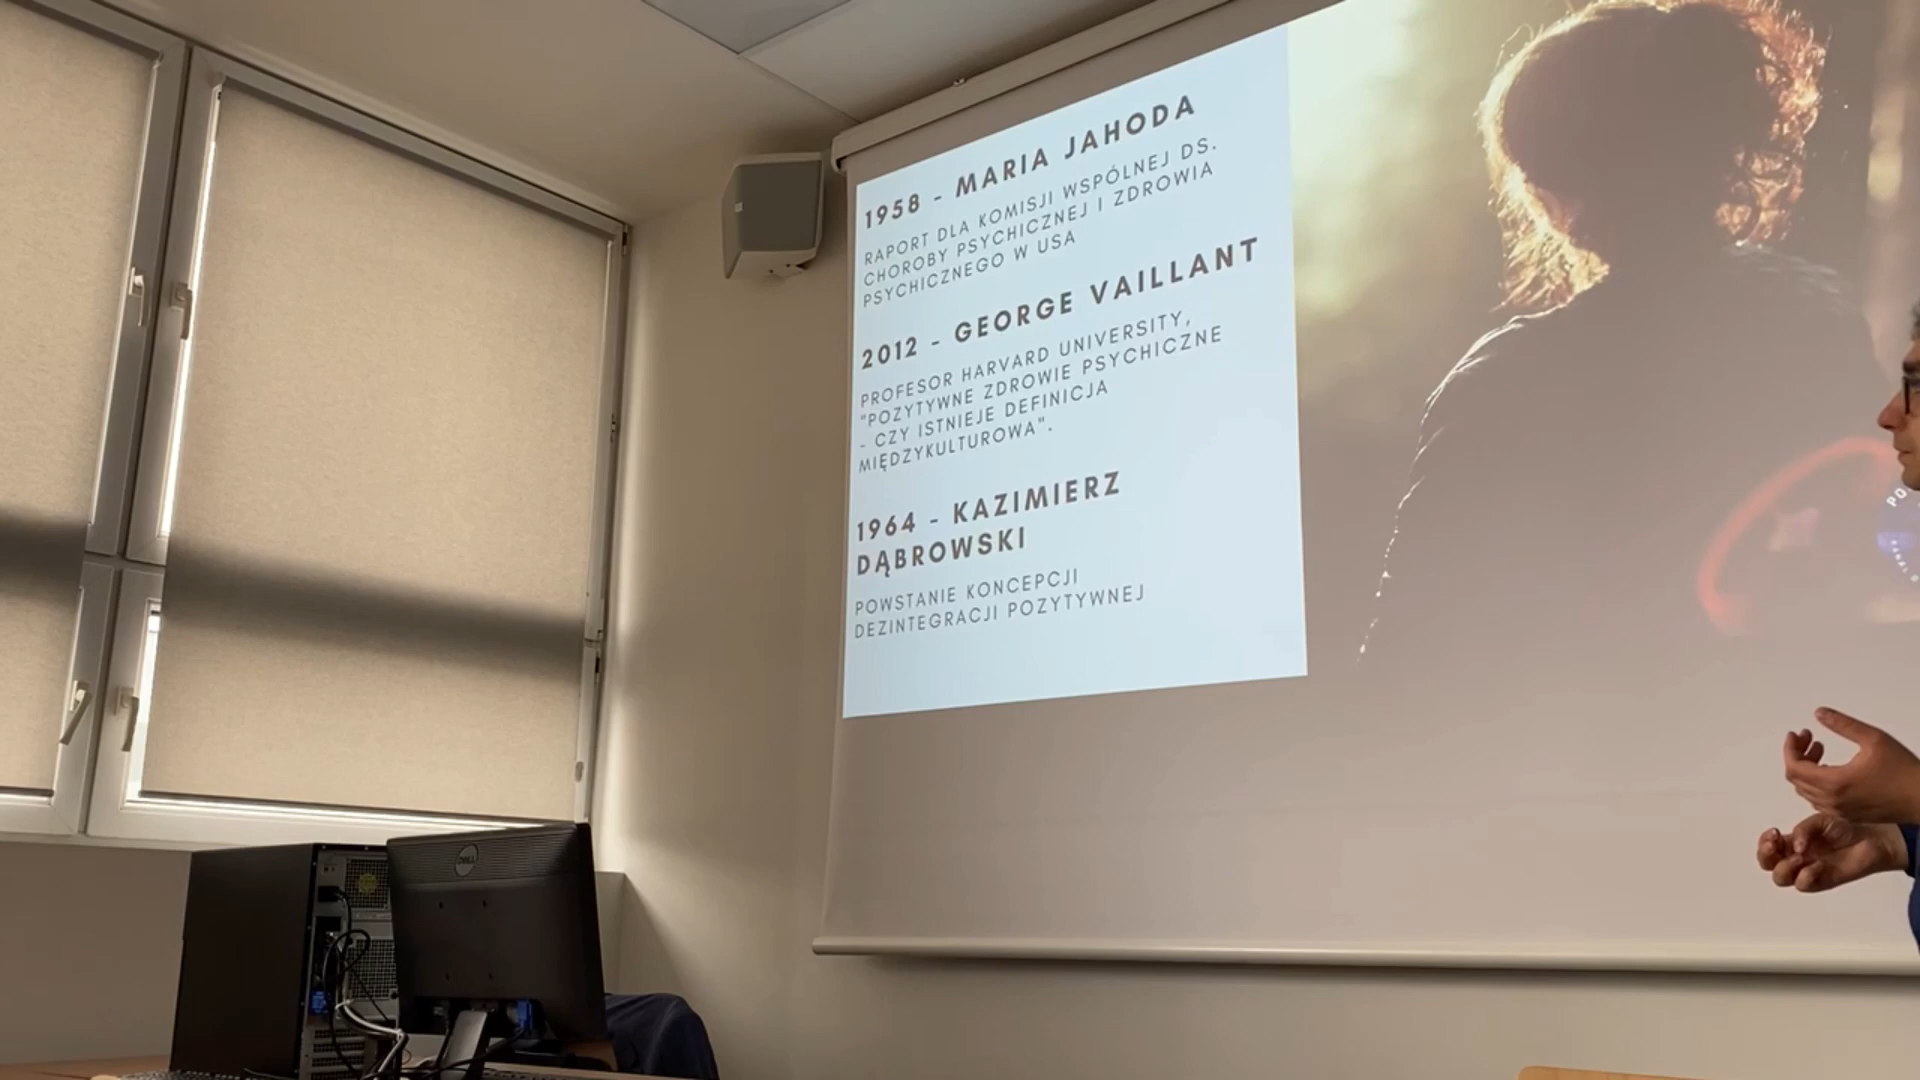 1958 - MARIA JAHODA
RAPORT DLA KOMISJI WSPÓLNEJ DS.
CHOROBY PSYCHICZNEJ I ZDROWIA
PSYCHICZNEGO W USA
2012 - GEORGE VAILLANT
PROFESOR HARVARD UNIVERSITY,
"POZYTYWNE ZDROWIE PSYCHICZNE
- CZY ISTNIEJE DEFINICJA
MIĘDZYKULTUROWA".
1964 - KAZIMIERZ
DĄBROWSKI
POWSTANIE KONCEPCJI
DEZINTEGRACJI POZYTYWNEJ
DELL